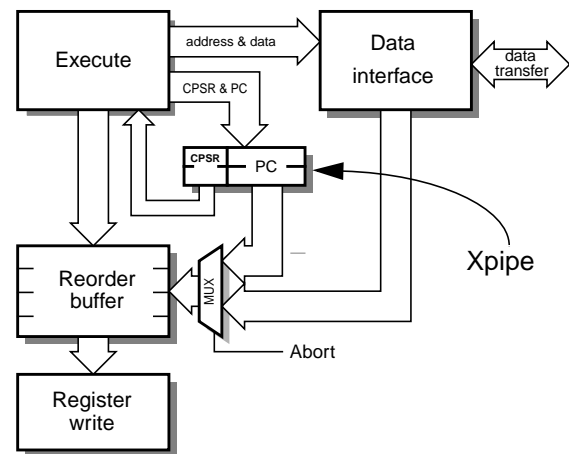 Execute
address & data
Data
interface
data
transfer
CPSR & PC
CPSR
PC
Xpipe
Reorder
buffer
MUX
Abort
Register
write